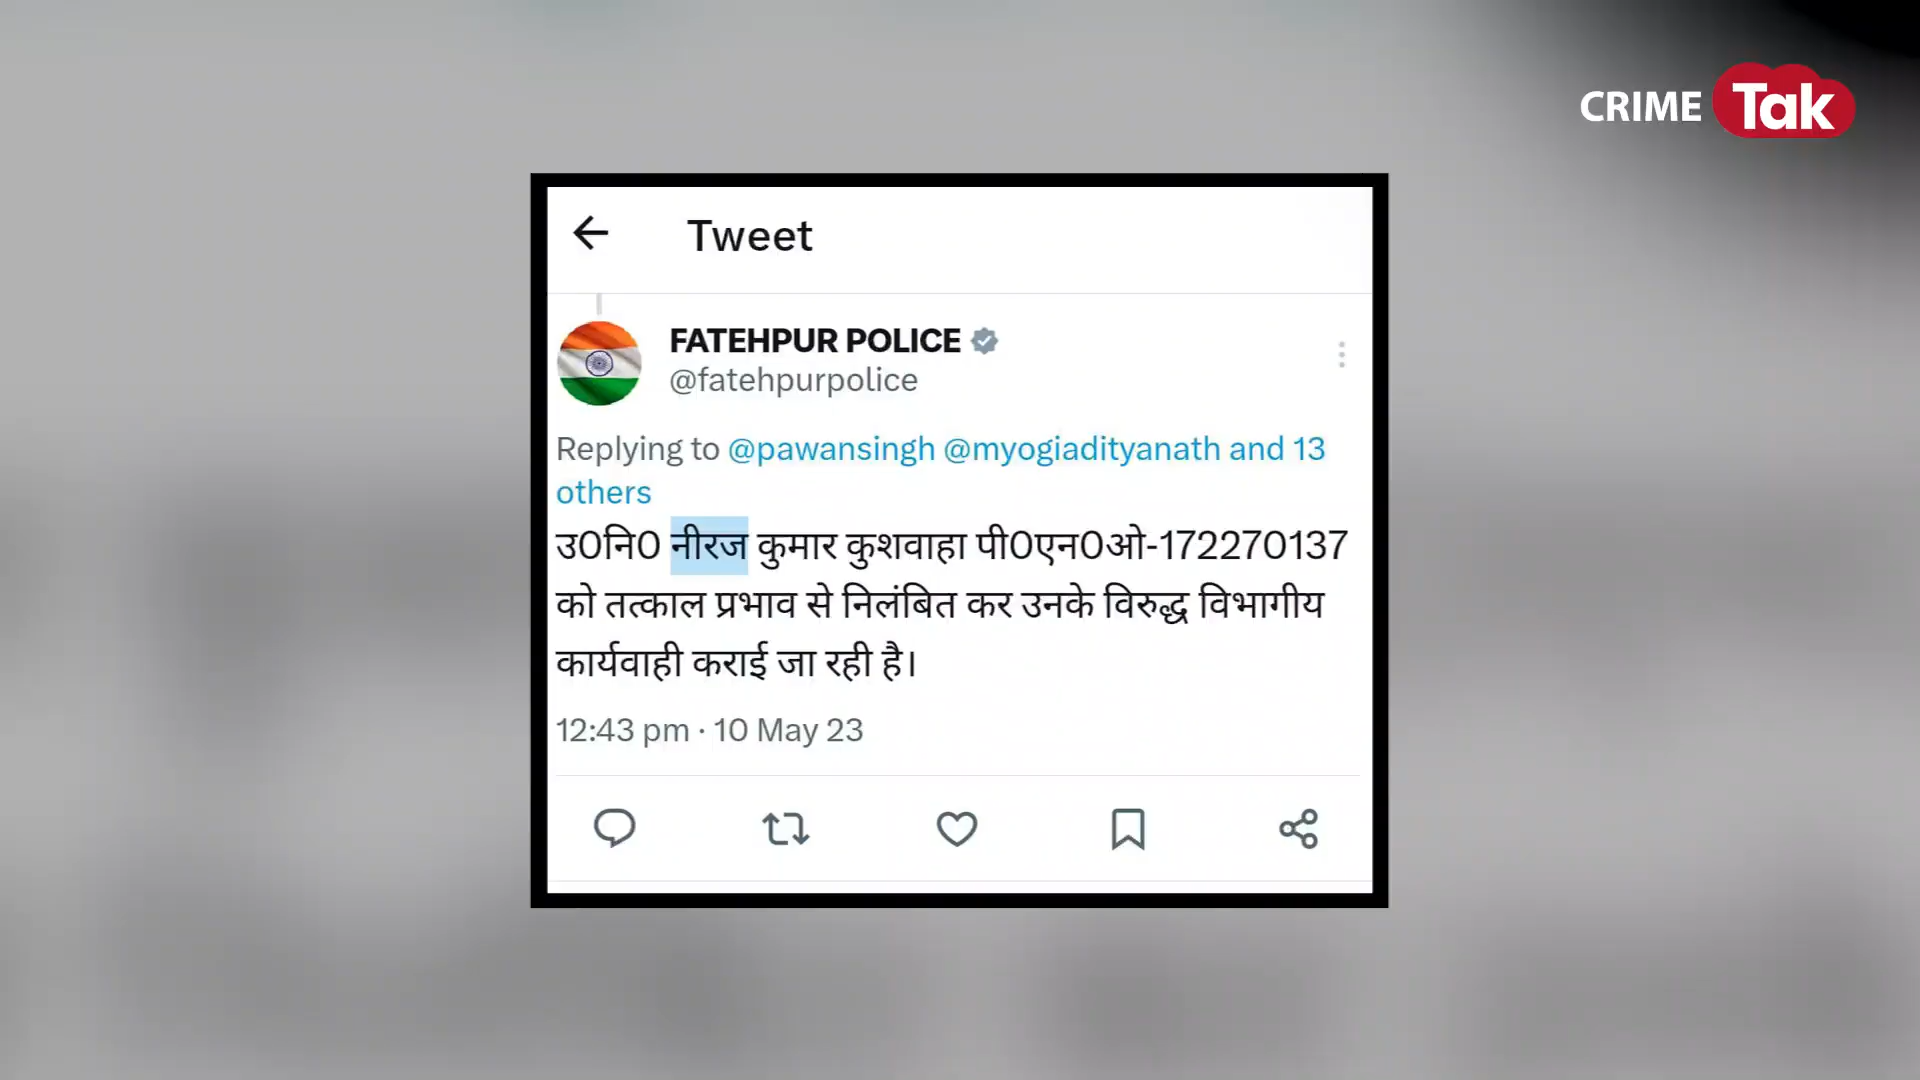 CRIME Tak
Tweet
FATEHPUR POLICE
@fatehpurpolice
Replying to @pawansingh @myogiadityanath and 13
others
उ0नि0 नीरज कुमार कुशवाहा पी0एन0ओ-172270137
को तत्काल प्रभाव से निलंबित कर उनके विरुद्ध विभागीय
कार्यवाही कराई जा रही है।
12:43 pm · 10 May 23